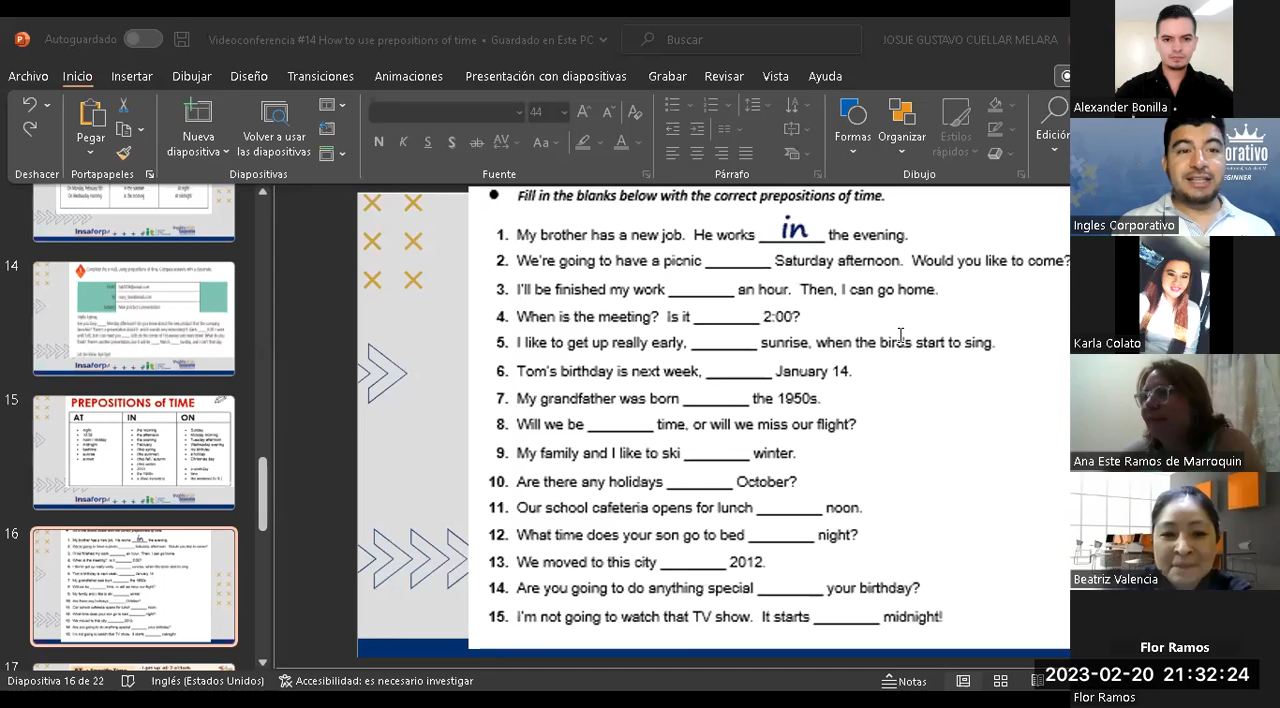 Autoguardado
Videoconferencia #14 How to use prepositions of time • Guardado en Este PC
Buscar
JOSUE GUSTAVO CUELLAR MELARA
Archivo Inicio Insertar Dibujar Diseño Transiciones Animaciones Presentación con diapositivas Grabar Revisar Vista Ayuda
Pegar
Nueva diapositiva
Volver a usar las diapositivas
44
N K S S ab AV Aa A
Formas
Organizar
Estilos rápidos
Edición
Deshacer Portapapeles Diapositivas Fuente Párrafo Dibujo
Insaforp
14
Insaforp
15
PREPOSITIONS of TIME
AT IN ON
Insaforp
16
17
Fill in the blanks below with the correct prepositions of time.
1. My brother has a new job. He works in the evening.
2. We're going to have a picnic ________ Saturday afternoon. Would you like to come?
3. I'll be finished my work ________ an hour. Then, I can go home.
4. When is the meeting? Is it ________ 2:00?
5. I like to get up really early, ________ sunrise, when the birds start to sing.
6. Tom's birthday is next week, ________ January 14.
7. My grandfather was born ________ the 1950s.
8. Will we be ________ time, or will we miss our flight?
9. My family and I like to ski ________ winter.
10. Are there any holidays ________ October?
11. Our school cafeteria opens for lunch ________ noon.
12. What time does your son go to bed ________ night?
13. We moved to this city ________ 2012.
14. Are you going to do anything special ________ your birthday?
15. I'm not going to watch that TV show. It starts ________ midnight!
Diapositiva 16 de 22
Inglés (Estados Unidos)
Accesibilidad: es necesario investigar
Notas
Alexander Bonilla
orativo
Ingles Corporativo
Karla Colato
Ana Este Ramos de Marroquin
Beatriz Valencia
Flor Ramos
2023-02-20 21:32:24
Flor Ramos